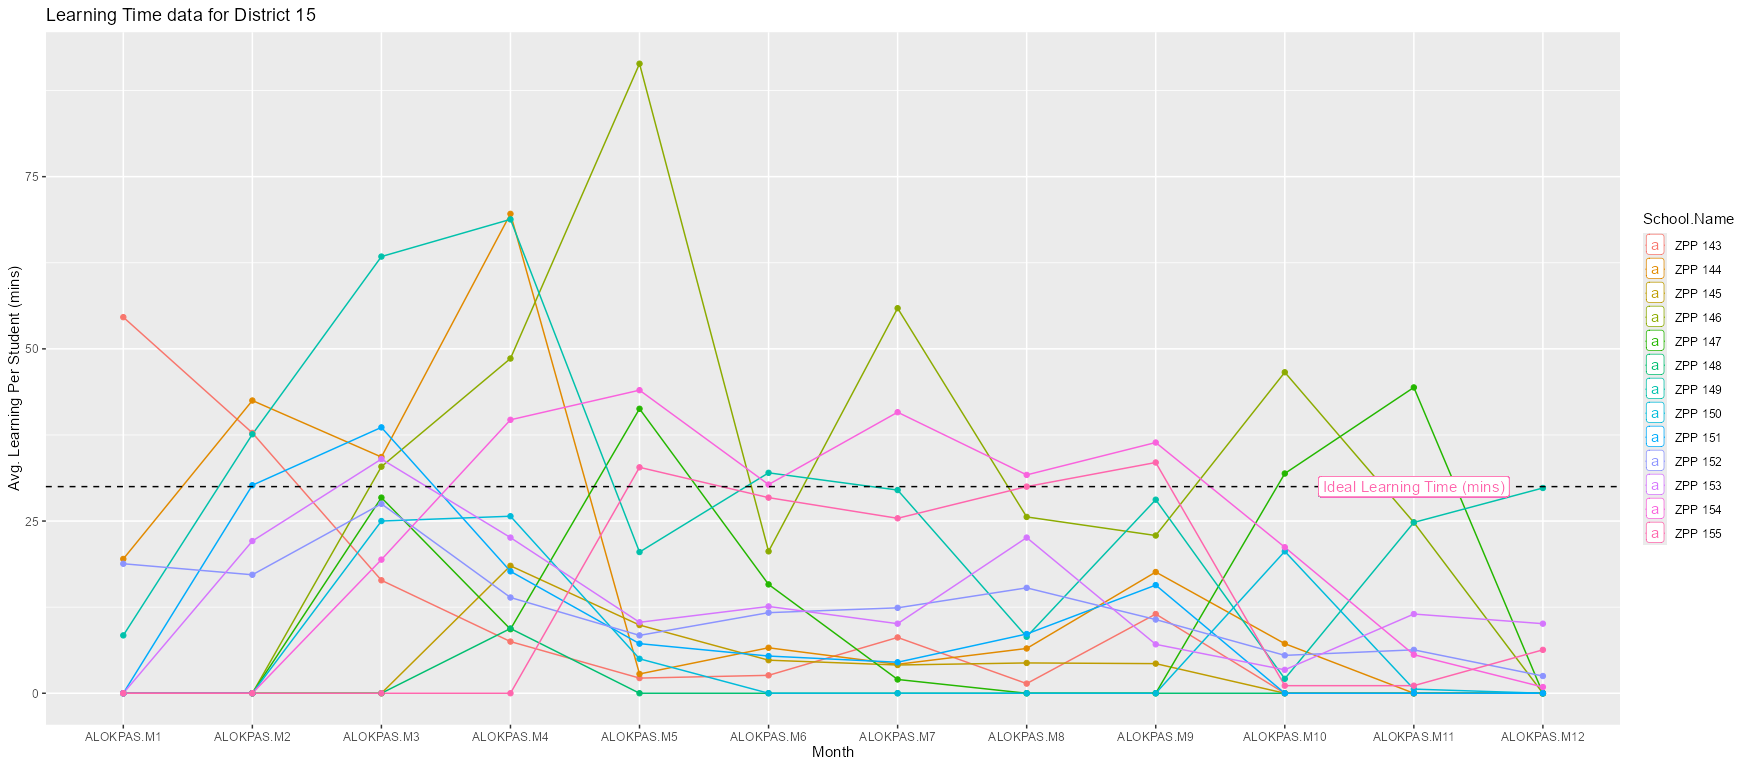 Learning Time data for District 15
Avg. Learning Per Student (mins)
75
50
25
0
Ideal Learning Time (mins)
ALOKPAS.M1 ALOKPAS.M2 ALOKPAS.M3 ALOKPAS.M4 ALOKPAS.M5 ALOKPAS.M6 ALOKPAS.M7 ALOKPAS.M8 ALOKPAS.M9 ALOKPAS.M10 ALOKPAS.M11 ALOKPAS.M12
Month
School.Name
a ZPP 143
a ZPP 144
a ZPP 145
a ZPP 146
a ZPP 147
a ZPP 148
a ZPP 149
a ZPP 150
a ZPP 151
a ZPP 152
a ZPP 153
a ZPP 154
a ZPP 155